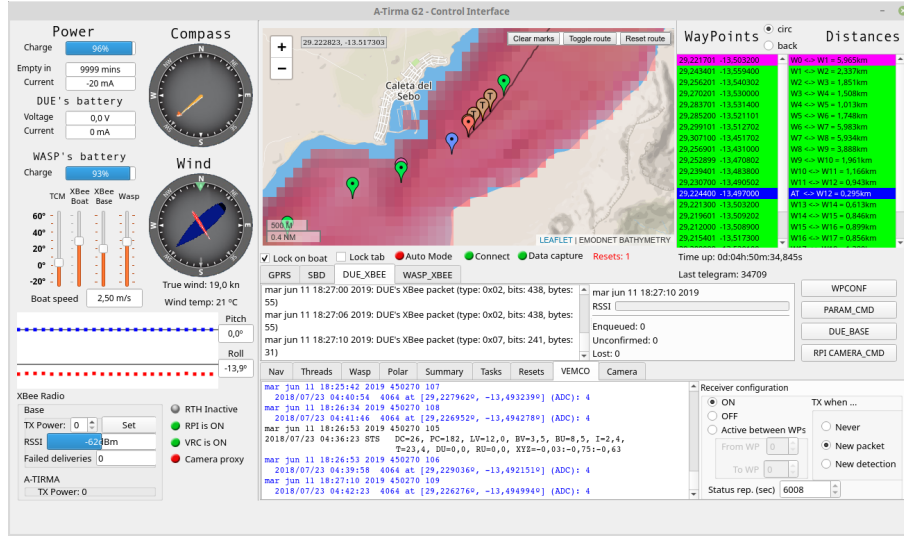 A-Tirma G2 - Control Interface
Power
Charge 96%
Empty in 9999 mins
Current -20 mA
DUE's battery
Voltage 0,0 V
Current 0 mA
WASP's battery
Charge 93%
TCM XBee Boat XBee Base Wasp
60º
40º
20º
0º
-20º
Boat speed 2,50 m/s
Compass
N
Wind
True wind: 19,0 kn
Wind temp: 21 ºC
Pitch
0,0º
Roll
-13,9º
XBee Radio
Base
TX Power: 0 Set
RSSI -62dBm
Failed deliveries 0
A-TIRMA
TX Power: 0
RTH Inactive
RPI is ON
VRC is ON
Camera proxy
+
−
29.222823, -13.517303
Clear marks Toggle route Reset route
Caleta del
Sebo
T T T T
500 M
0.4 NM
LEAFLET | EMODNET BATHYMETRY
Lock on boat Lock tab Auto Mode Connect Data capture Resets: 1
GPRS SBD DUE_XBEE WASP_XBEE
mar jun 11 18:27:00 2019: DUE's XBee packet (type: 0x02, bits: 438, bytes:
55)
mar jun 11 18:27:06 2019: DUE's XBee packet (type: 0x02, bits: 438, bytes:
55)
mar jun 11 18:27:10 2019: DUE's XBee packet (type: 0x07, bits: 241, bytes:
31)
mar jun 11 18:27:10 2019
RSSI
Enqueued: 0
Unconfirmed: 0
Lost: 0
WayPoints circ back Distances
29,221701 -13,503200 W0 <-> W1 = 5,965km
29,243401 -13,559400 W1 <-> W2 = 2,337km
29,256201 -13,540302 W2 <-> W3 = 1,851km
29,270201 -13,530000 W3 <-> W4 = 1,508km
29,283701 -13,531400 W4 <-> W5 = 1,013km
29,285200 -13,521101 W5 <-> W6 = 1,748km
29,299101 -13,512702 W6 <-> W7 = 5,983km
29,307100 -13,451702 W7 <-> W8 = 5,934km
29,256901 -13,431000 W8 <-> W9 = 3,888km
29,252899 -13,470802 W9 <-> W10 = 1,961km
29,239401 -13,483800 W10 <-> W11 = 1,166km
29,230700 -13,490502 W11 <-> W12 = 0,943km
29,224400 -13,497000 AT <-> W12 = 0,295km
29,221300 -13,503200 W13 <-> W14 = 0,613km
29,219601 -13,509202 W14 <-> W15 = 0,846km
29,212000 -13,508900 W15 <-> W16 = 0,899km
29,215401 -13,517300 W16 <-> W17 = 0,856km
Time up: 0d:04h:50m:34,845s
Last telegram: 34709
WPCONF
PARAM_CMD
DUE_BASE
RPI CAMERA_CMD
Nav Threads Wasp Polar Summary Tasks Resets VEMCO Camera
mar jun 11 18:25:42 2019 450270 107
2018/07/23 04:40:54 4064 at [29,227962º, -13,493239º] (ADC): 4
mar jun 11 18:26:34 2019 450270 108
2018/07/23 04:41:46 4064 at [29,226952º, -13,494278º] (ADC): 4
mar jun 11 18:26:53 2019 450270 105
2018/07/23 04:36:23 STS DC=26, PC=182, LV=12,0, BV=3,5, BU=8,5, I=2,4,
T=23,4, DU=0,0, RU=0,0, XYZ=-0,03:-0,75:-0,63
mar jun 11 18:26:53 2019 450270 106
2018/07/23 04:39:58 4064 at [29,229036º, -13,492151º] (ADC): 4
mar jun 11 18:27:10 2019 450270 109
2018/07/23 04:42:23 4064 at [29,226276º, -13,494994º] (ADC): 4
Receiver configuration
ON
OFF
Active between WPs
From WP 0
To WP 0
TX when ...
Never
New packet
New detection
Status rep. (sec) 6008